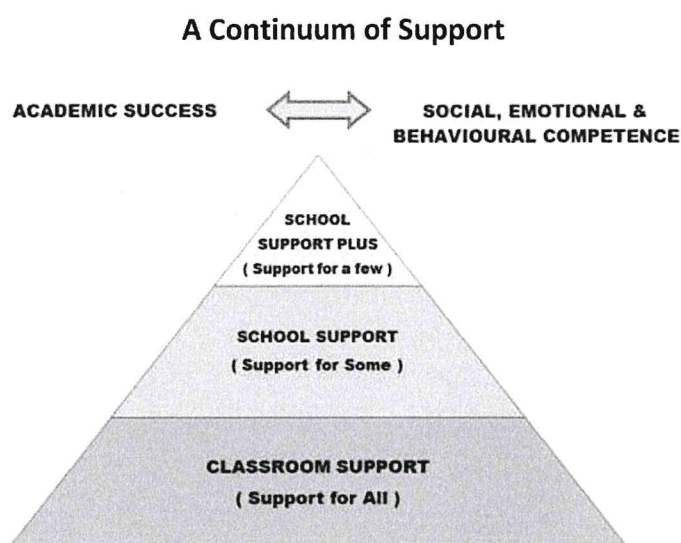 A Continuum of Support
ACADEMIC SUCCESS
SOCIAL, EMOTIONAL &
BEHAVIOURAL COMPETENCE
SCHOOL
SUPPORT PLUS
( Support for a few )
SCHOOL SUPPORT
( Support for Some )
CLASSROOM SUPPORT
( Support for All )